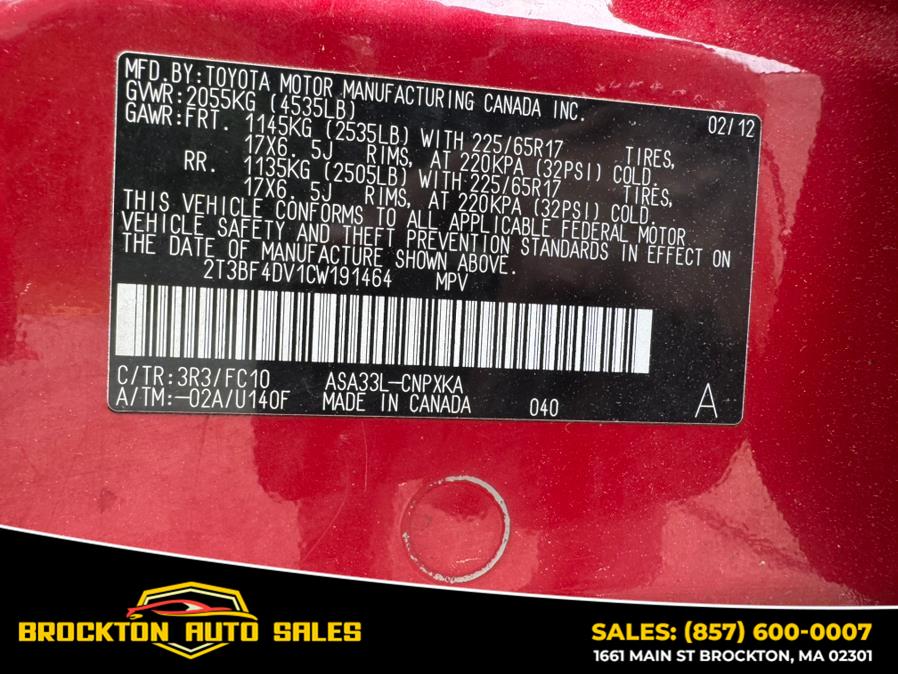 MFD.BY:TOYOTA MOTOR MANUFACTURING CANADA INC.
GVWR:2055KG (4535LB) 02/12
GAWR:FRT. 1145KG (2535LB) WITH 225/65R17 TIRES,
17X6. 5J RIMS, AT 220KPA (32PSI) COLD.
RR. 1135KG (2505LB) WITH 225/65R17 TIRES,
17X6. 5J RIMS, AT 220KPA (32PSI) COLD.
THIS VEHICLE CONFORMS TO ALL APPLICABLE FEDERAL MOTOR
VEHICLE SAFETY AND THEFT PREVENTION STANDARDS IN EFFECT ON
THE DATE OF MANUFACTURE SHOWN ABOVE.
2T3BF4DV1CW191464 MPV
C/TR:3R3/FC10 ASA33L-CNPXKA
A/TM:-02A/U140F MADE IN CANADA 040 A
BROCKTON AUTO SALES
SALES: (857) 600-0007
1661 MAIN ST BROCKTON, MA 02301